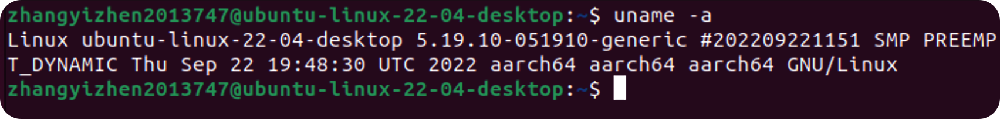 zhangyizhen2013747@ubuntu-linux-22-04-desktop:~$ uname -a
Linux ubuntu-linux-22-04-desktop 5.19.10-051910-generic #202209221151 SMP PREEMP
T_DYNAMIC Thu Sep 22 19:48:30 UTC 2022 aarch64 aarch64 aarch64 GNU/Linux
zhangyizhen2013747@ubuntu-linux-22-04-desktop:~$